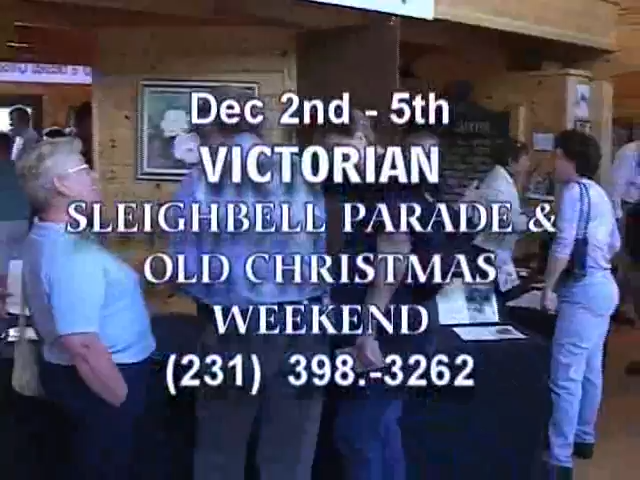 Dec 2nd - 5th
VICTORIAN
SLEIGHBELL PARADE &
OLD CHRISTMAS
WEEKEND
(231) 398.-3262